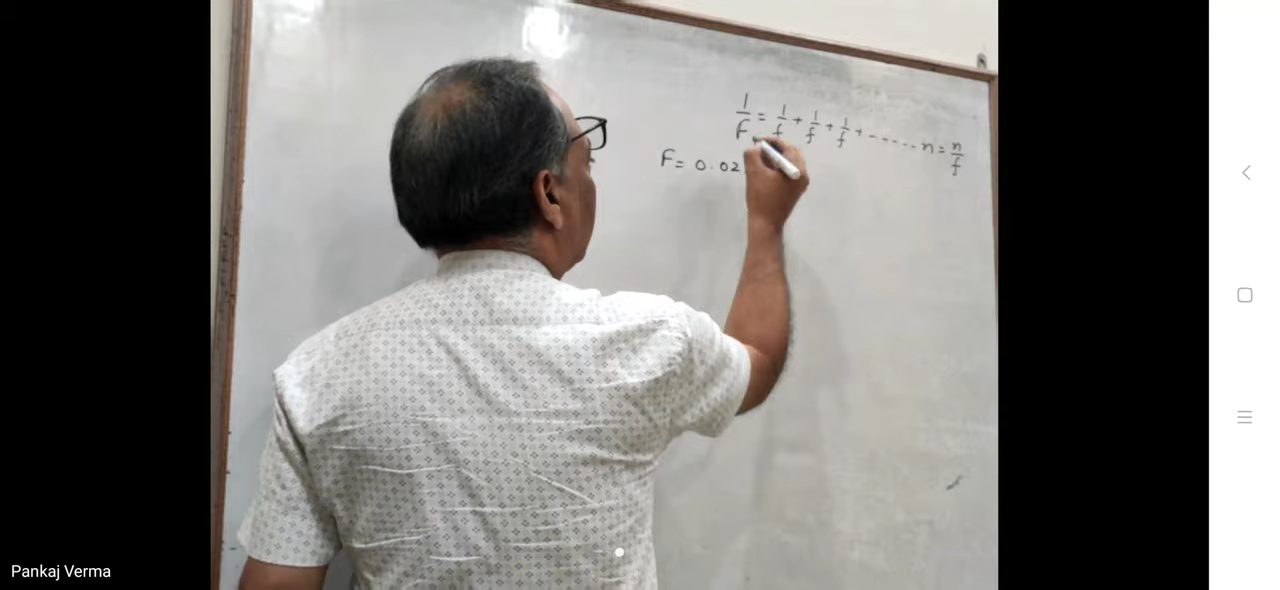 1/F = 1/f + 1/f + 1/f + ----- n = n/f
F = 0.02
Pankaj Verma